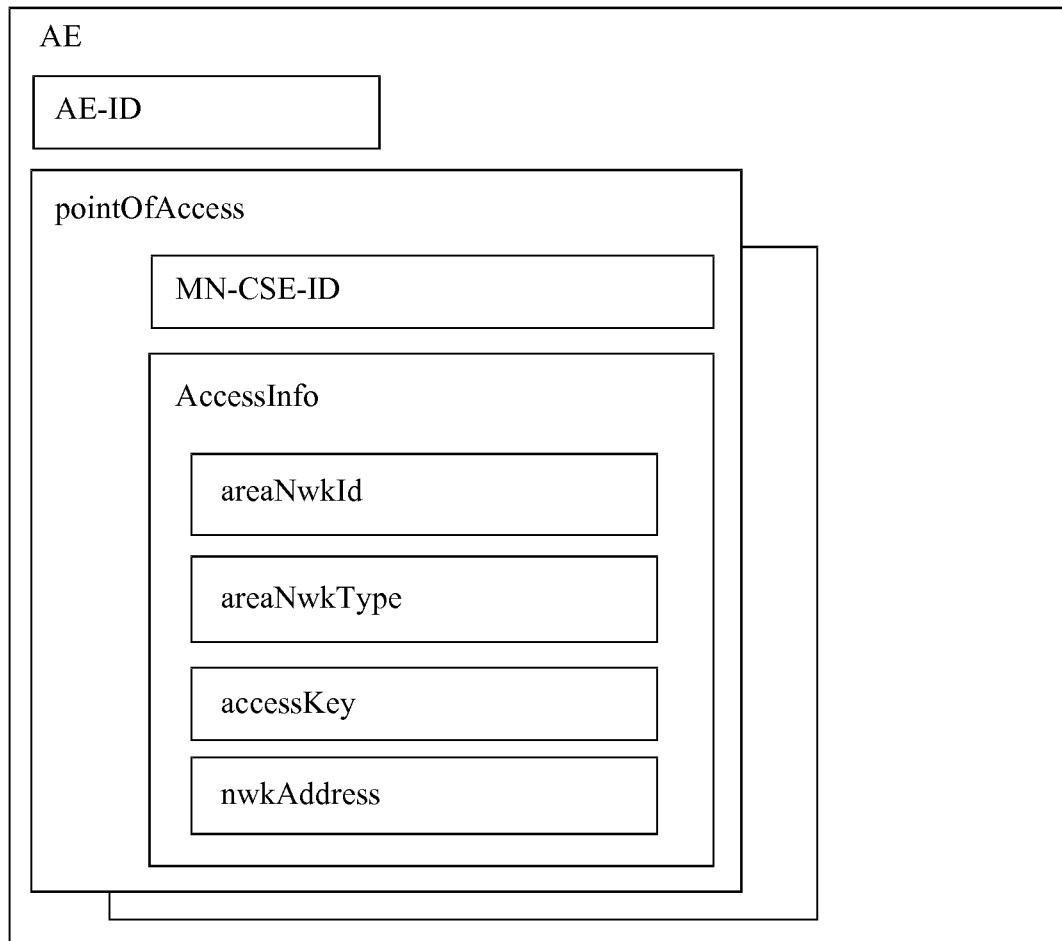 AE
AE-ID
pointOfAccess
MN-CSE-ID
AccessInfo
areaNwkId
areaNwkType
accessKey
nwkAddress